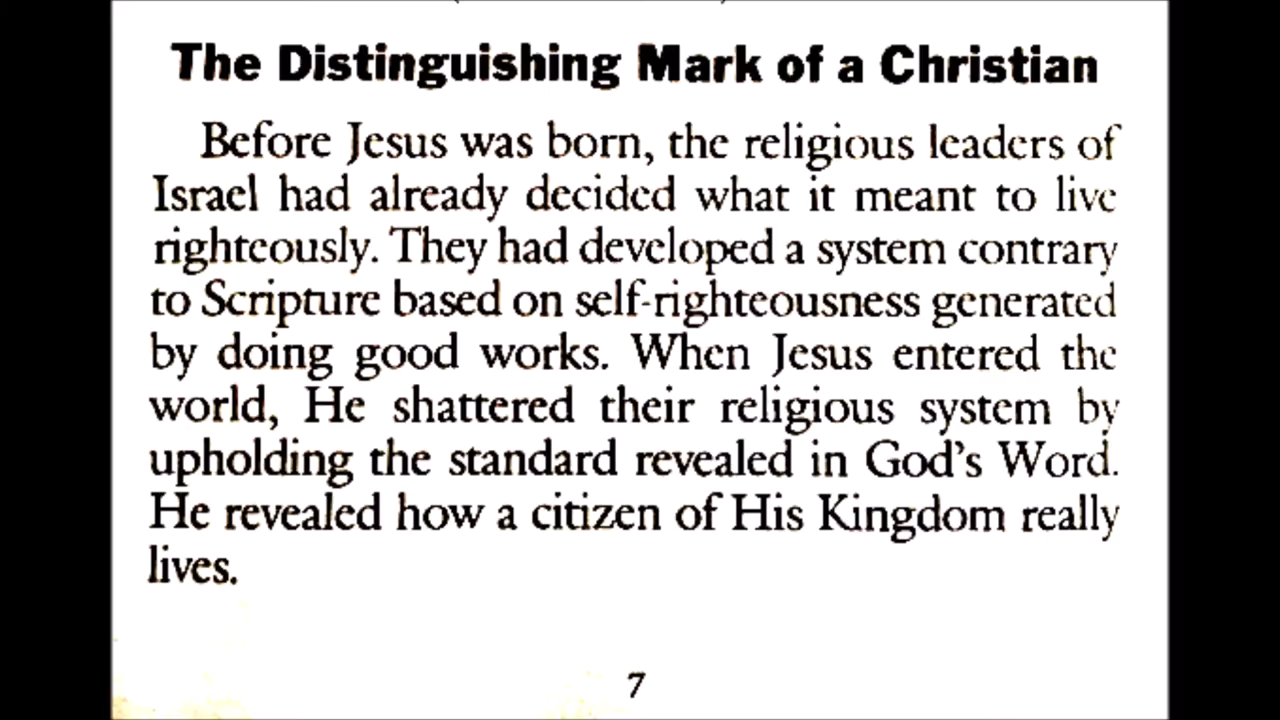 The Distinguishing Mark of a Christian
Before Jesus was born, the religious leaders of
Israel had already decided what it meant to live
righteously. They had developed a system contrary
to Scripture based on self-righteousness generated
by doing good works. When Jesus entered the
world, He shattered their religious system by
upholding the standard revealed in God's Word.
He revealed how a citizen of His Kingdom really
lives.
7